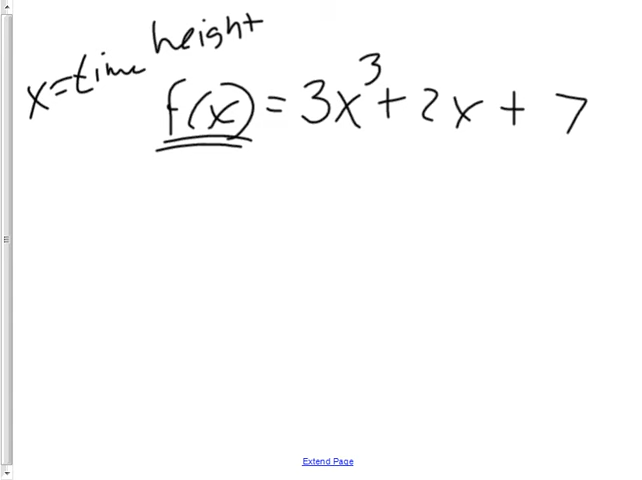 height
x=time
f(x) = 3x³ + 2x + 7
Extend Page